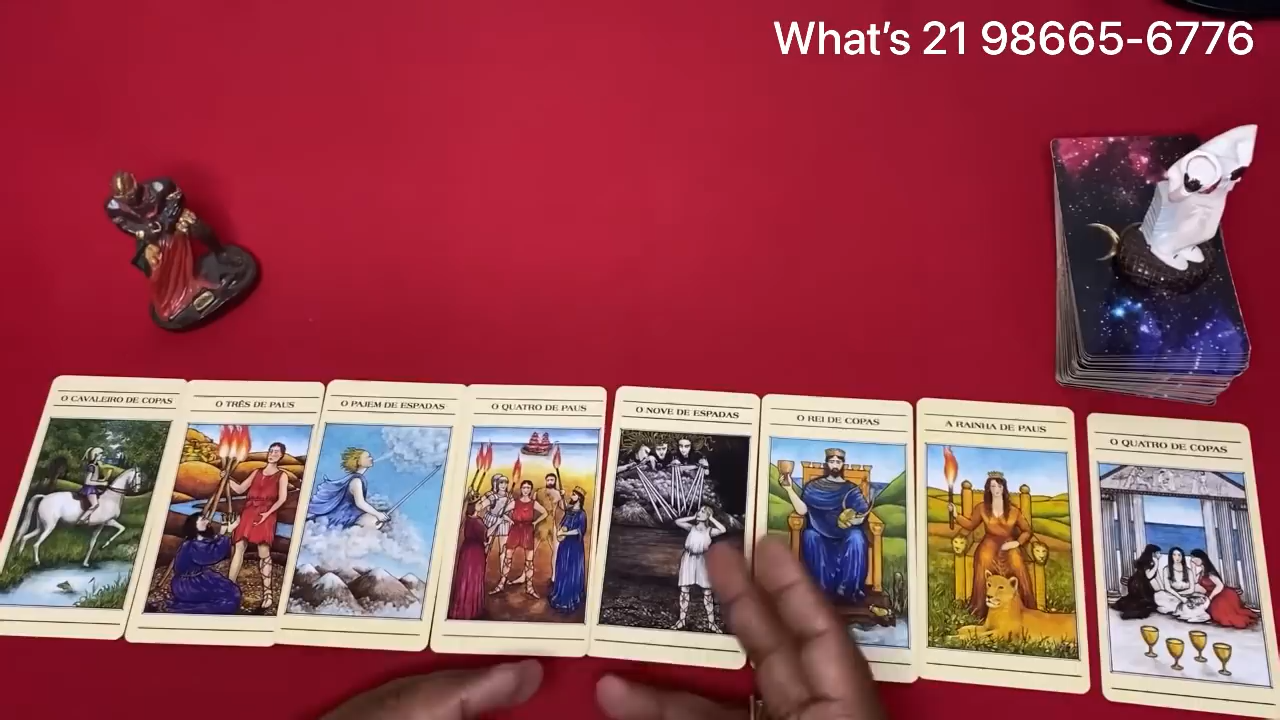 What's 21 98665-6776
O CAVALEIRO DE COPAS
O TRÊS DE PAUS
O PAJEM DE ESPADAS
O QUATRO DE PAUS
O NOVE DE ESPADAS
O REI DE COPAS
A RAINHA DE PAUS
O QUATRO DE COPAS